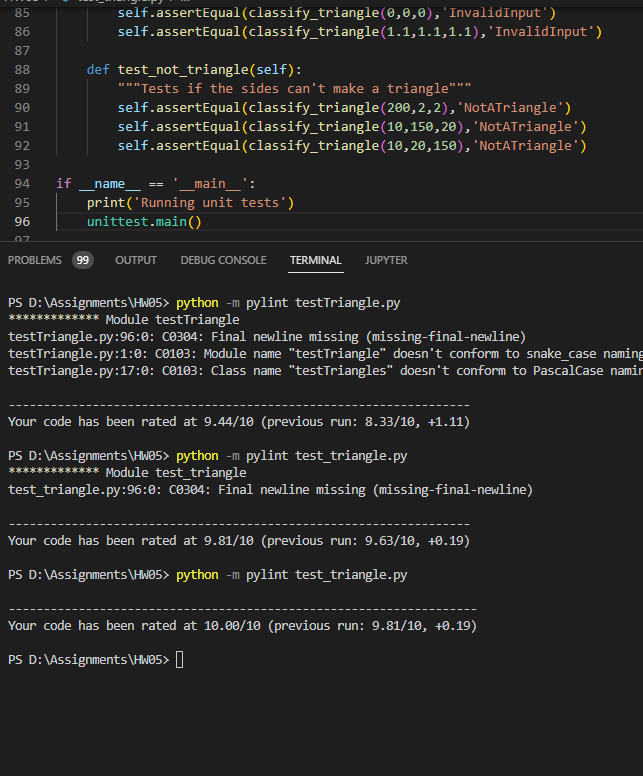 85 self.assertEqual(classify_triangle(0,0,0),'InvalidInput')
86 self.assertEqual(classify_triangle(1.1,1.1,1.1),'InvalidInput')
87
88 def test_not_triangle(self):
89 """Tests if the sides can't make a triangle"""
90 self.assertEqual(classify_triangle(200,2,2),'NotATriangle')
91 self.assertEqual(classify_triangle(10,150,20),'NotATriangle')
92 self.assertEqual(classify_triangle(10,20,150),'NotATriangle')
93
94 if __name__ == '__main__':
95 print('Running unit tests')
96 unittest.main()
97
PROBLEMS 99 OUTPUT DEBUG CONSOLE TERMINAL JUPYTER
PS D:\Assignments\HW05> python -m pylint testTriangle.py
************* Module testTriangle
testTriangle.py:96:0: C0304: Final newline missing (missing-final-newline)
testTriangle.py:1:0: C0103: Module name "testTriangle" doesn't conform to snake_case naming
testTriangle.py:17:0: C0103: Class name "testTriangles" doesn't conform to PascalCase namin
------------------------------------------------------------------
Your code has been rated at 9.44/10 (previous run: 8.33/10, +1.11)
PS D:\Assignments\HW05> python -m pylint test_triangle.py
************* Module test_triangle
test_triangle.py:96:0: C0304: Final newline missing (missing-final-newline)
------------------------------------------------------------------
Your code has been rated at 9.81/10 (previous run: 9.63/10, +0.19)
PS D:\Assignments\HW05> python -m pylint test_triangle.py
-------------------------------------------------------------------
Your code has been rated at 10.00/10 (previous run: 9.81/10, +0.19)
PS D:\Assignments\HW05>